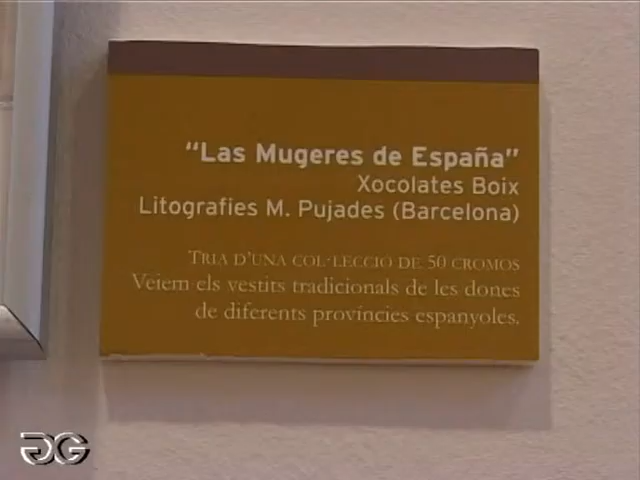 “Las Mugeres de España”
Xocolates Boix
Litografies M. Pujades (Barcelona)
TRIA D'UNA COL·LECCIÓ DE 50 CROMOS
Veiem els vestits tradicionals de les dones
de diferents províncies espanyoles.
GG